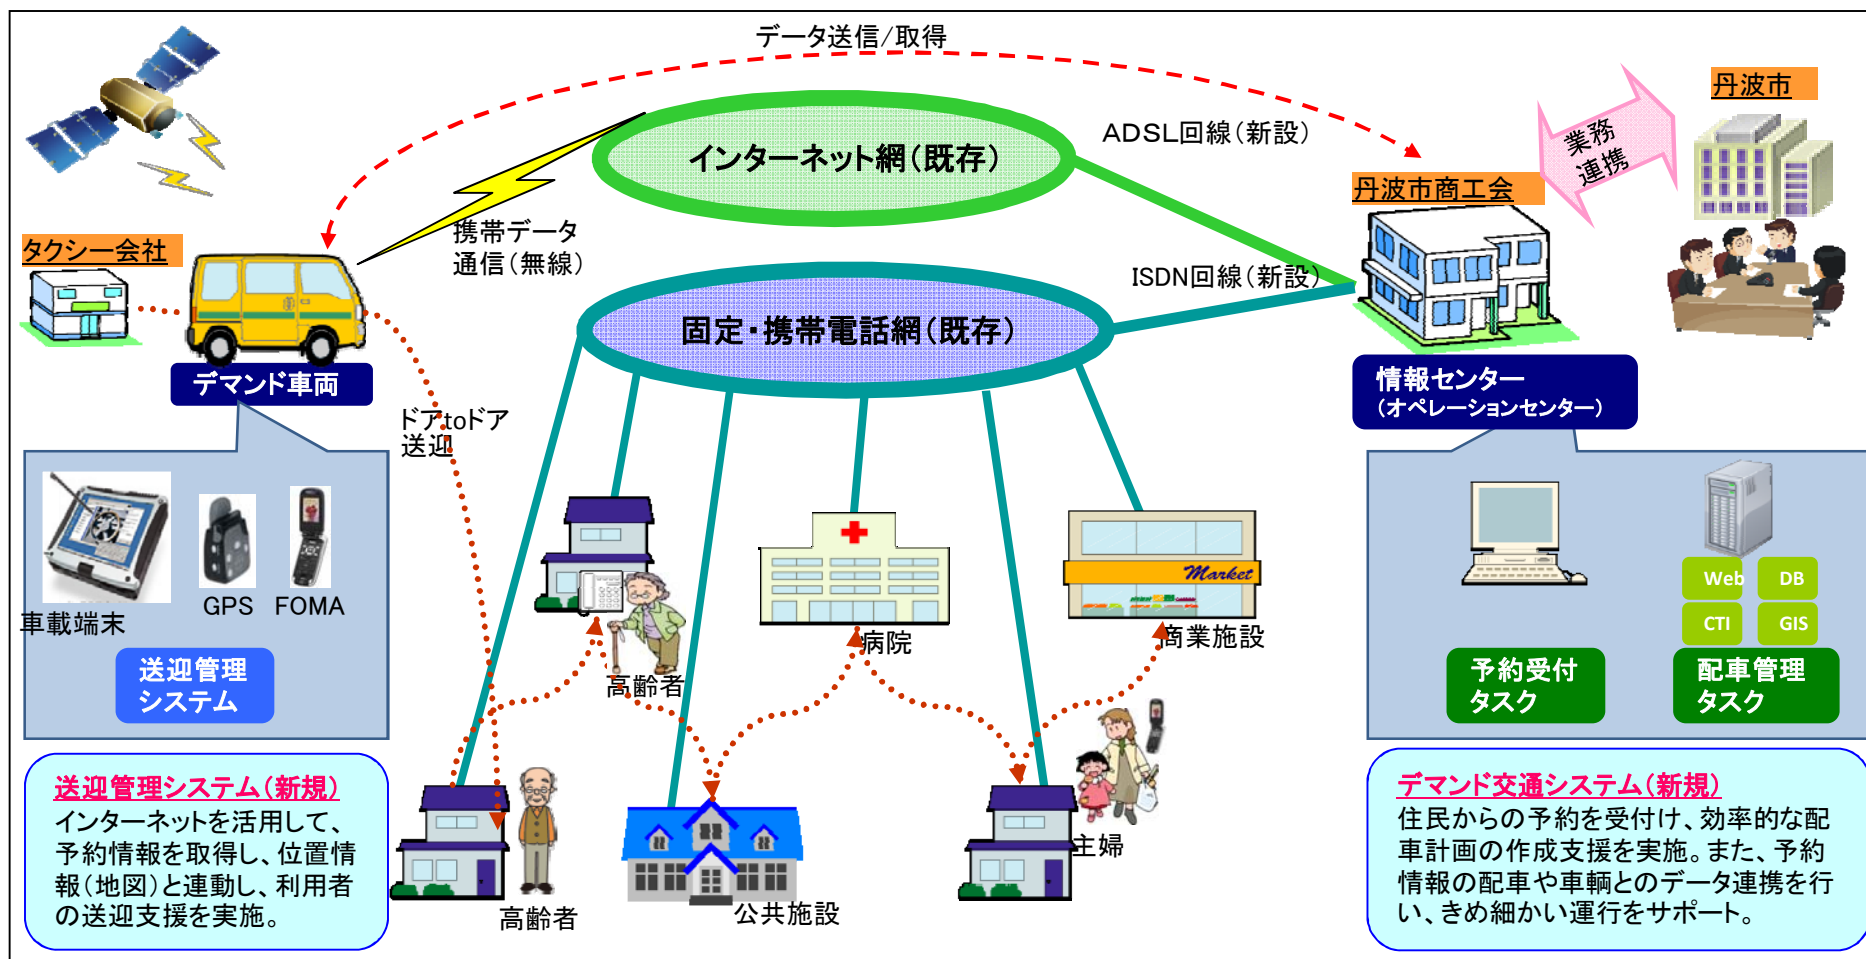 データ送信/取得
丹波市
ADSL回線（新設）
業務
連携
インターネット網（既存）
丹波市商工会
タクシー会社
携帯データ
通信（無線）
ISDN回線（新設）
固定・携帯電話網（既存）
デマンド車両
情報センター
（オペレーションセンター）
ドアtoドア
送迎
Market
Web
DB
CTI
GIS
車載端末
GPS
FOMA
商業施設
病院
高齢者
送迎管理
システム
予約受付
タスク
配車管理
タスク
送迎管理システム（新規）
インターネットを活用して、
予約情報を取得し、位置情
報（地図）と連動し、利用者
の送迎支援を実施。
高齢者
公共施設
主婦
デマンド交通システム（新規）
住民からの予約を受付け、効率的な配
車計画の作成支援を実施。また、予約
情報の配車や車輌とのデータ連携を行
い、きめ細かい運行をサポート。